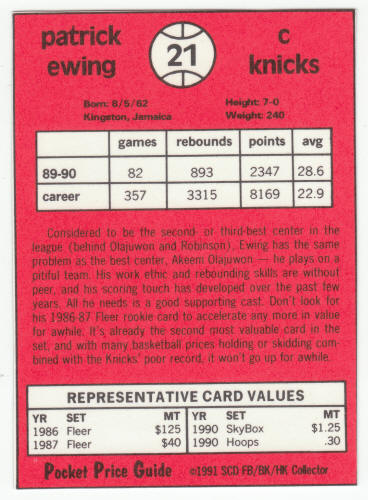 patrick
ewing
21
c
knicks
Born: 8/5/62
Kingston, Jamaica
Height: 7-0
Weight: 240
games rebounds points avg
89-90 82 893 2347 28.6
career 357 3315 8169 22.9
Considered to be the second- or third-best center in the
league (behind Olajuwon and Robinson), Ewing has the same
problem as the best center, Akeem Olajuwon — he plays on a
pitiful team. His work ethic and rebounding skills are without
peer, and his scoring touch has developed over the past few
years. All he needs is a good supporting cast. Don't look for
his 1986-87 Fleer rookie card to accelerate any more in value
for awhile. It's already the second most valuable card in the
set, and with many basketball prices holding or skidding com-
bined with the Knicks' poor record, it won't go up for awhile.
REPRESENTATIVE CARD VALUES
YR SET MT YR SET MT
1986 Fleer $125 1990 SkyBox $1.25
1987 Fleer $40 1990 Hoops .30
Pocket Price Guide ©1991 SCD FB/BK/HK Collector